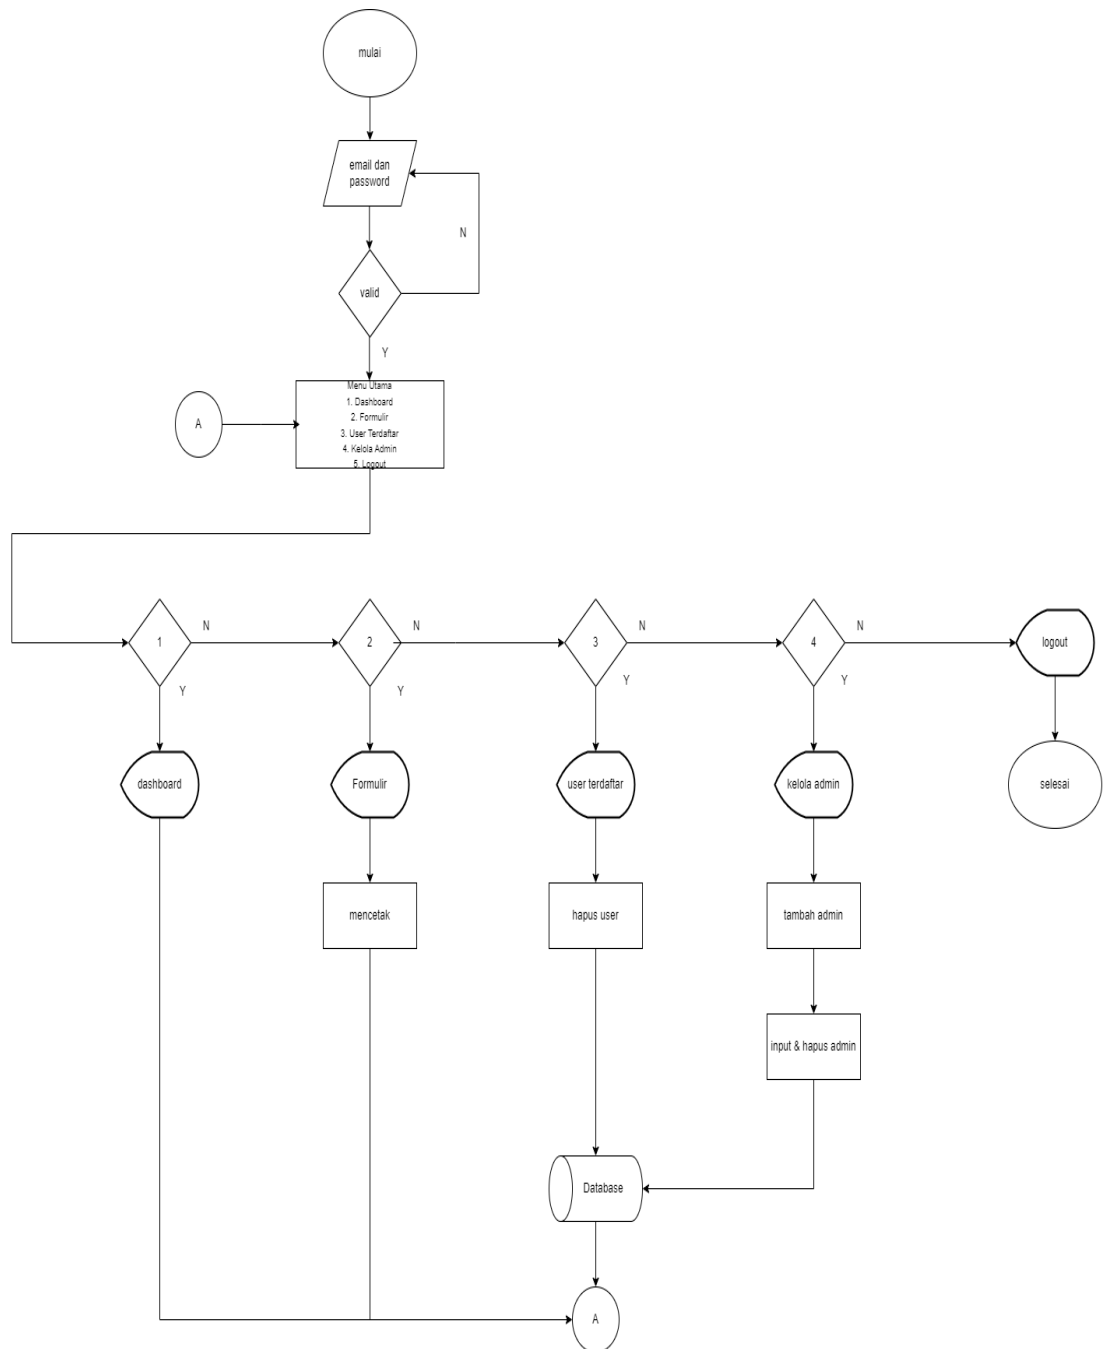 mulai
email dan
password
N
valid
Y
Menu Utama
1. Dashboard
2. Formulir
3. User Terdaftar
4. Kelola Admin
5. Logout
A
1
N
2
N
3
N
4
N
logout
Y
Y
Y
Y
dashboard
Formulir
user terdaftar
kelola admin
selesai
mencetak
hapus user
tambah admin
input & hapus admin
Database
A